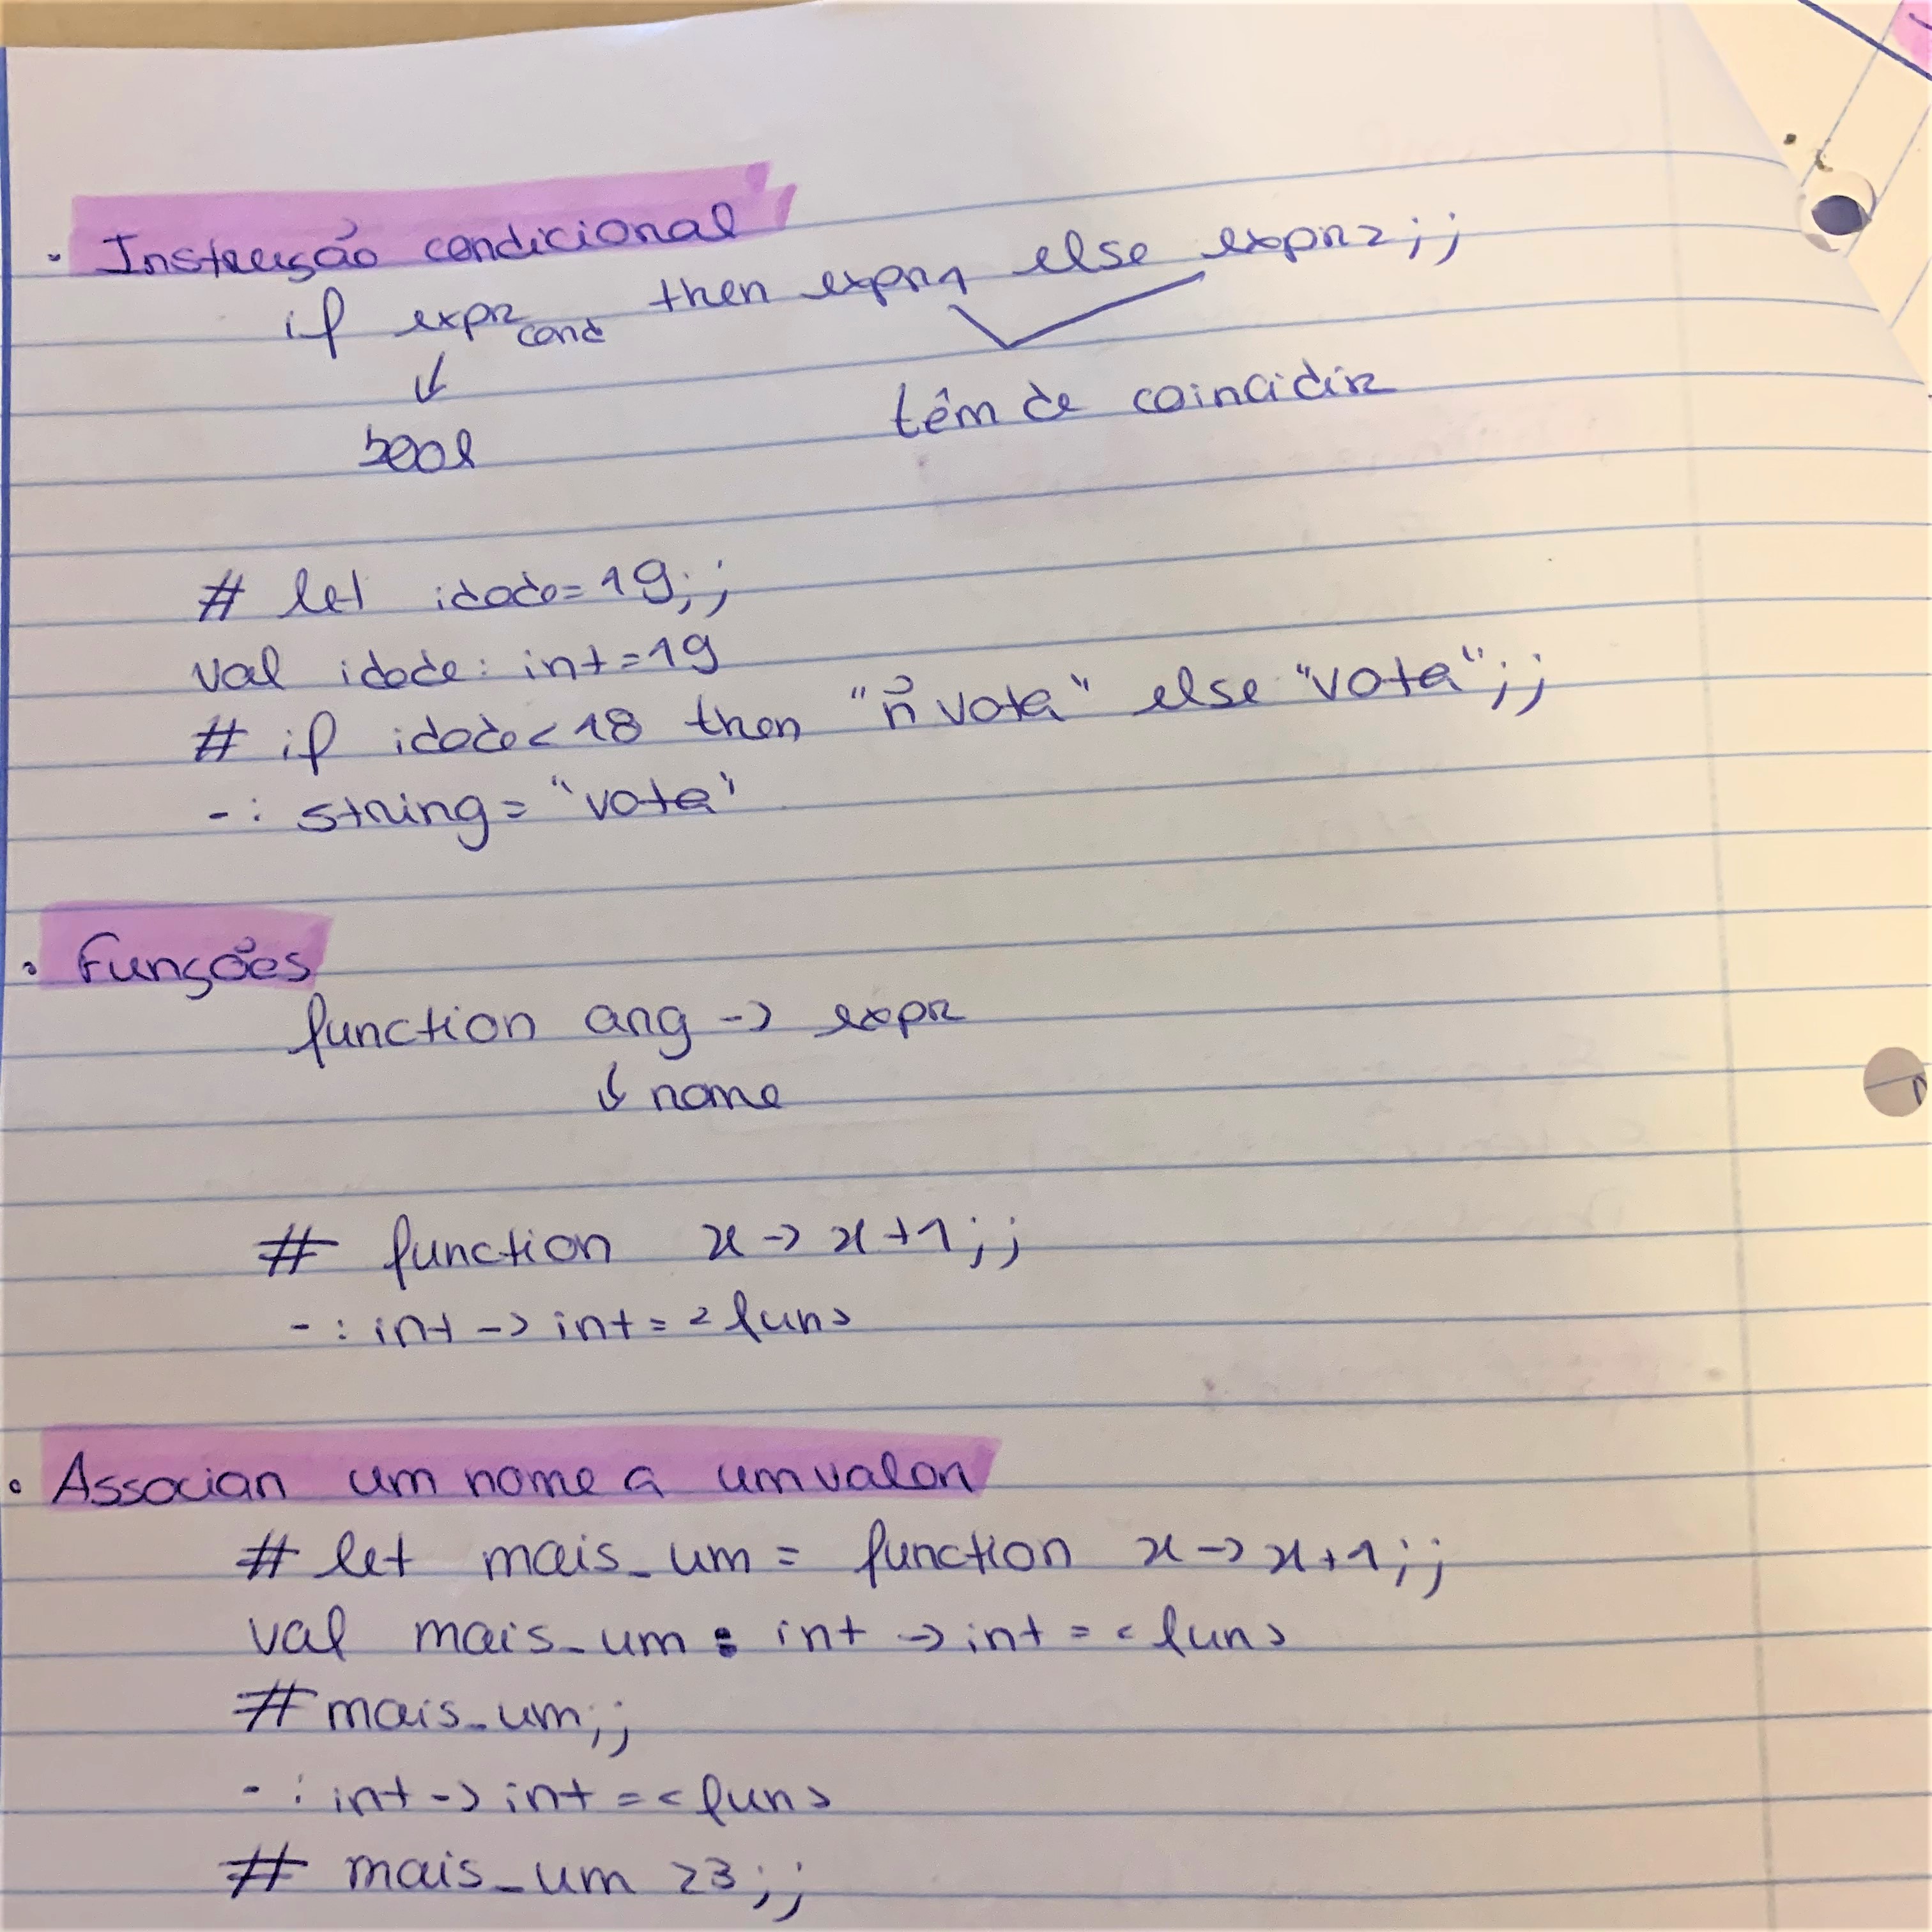 • Instrução condicional
if expr cond then expr1 else expr2;;
↓
bool
têm de coincidir
# let idade=19;;
val idade: int=19
# if idade<18 then "ñ vota" else "vota";;
-: string= "vota"
• Funções
function arg -> expr
↓ nome
# function x -> x+1;;
-: int -> int = <fun>
• Associar um nome a um valor
# let mais_um = function x -> x+1;;
val mais_um : int -> int = <fun>
# mais_um;;
-: int -> int = <fun>
# mais_um 23;;